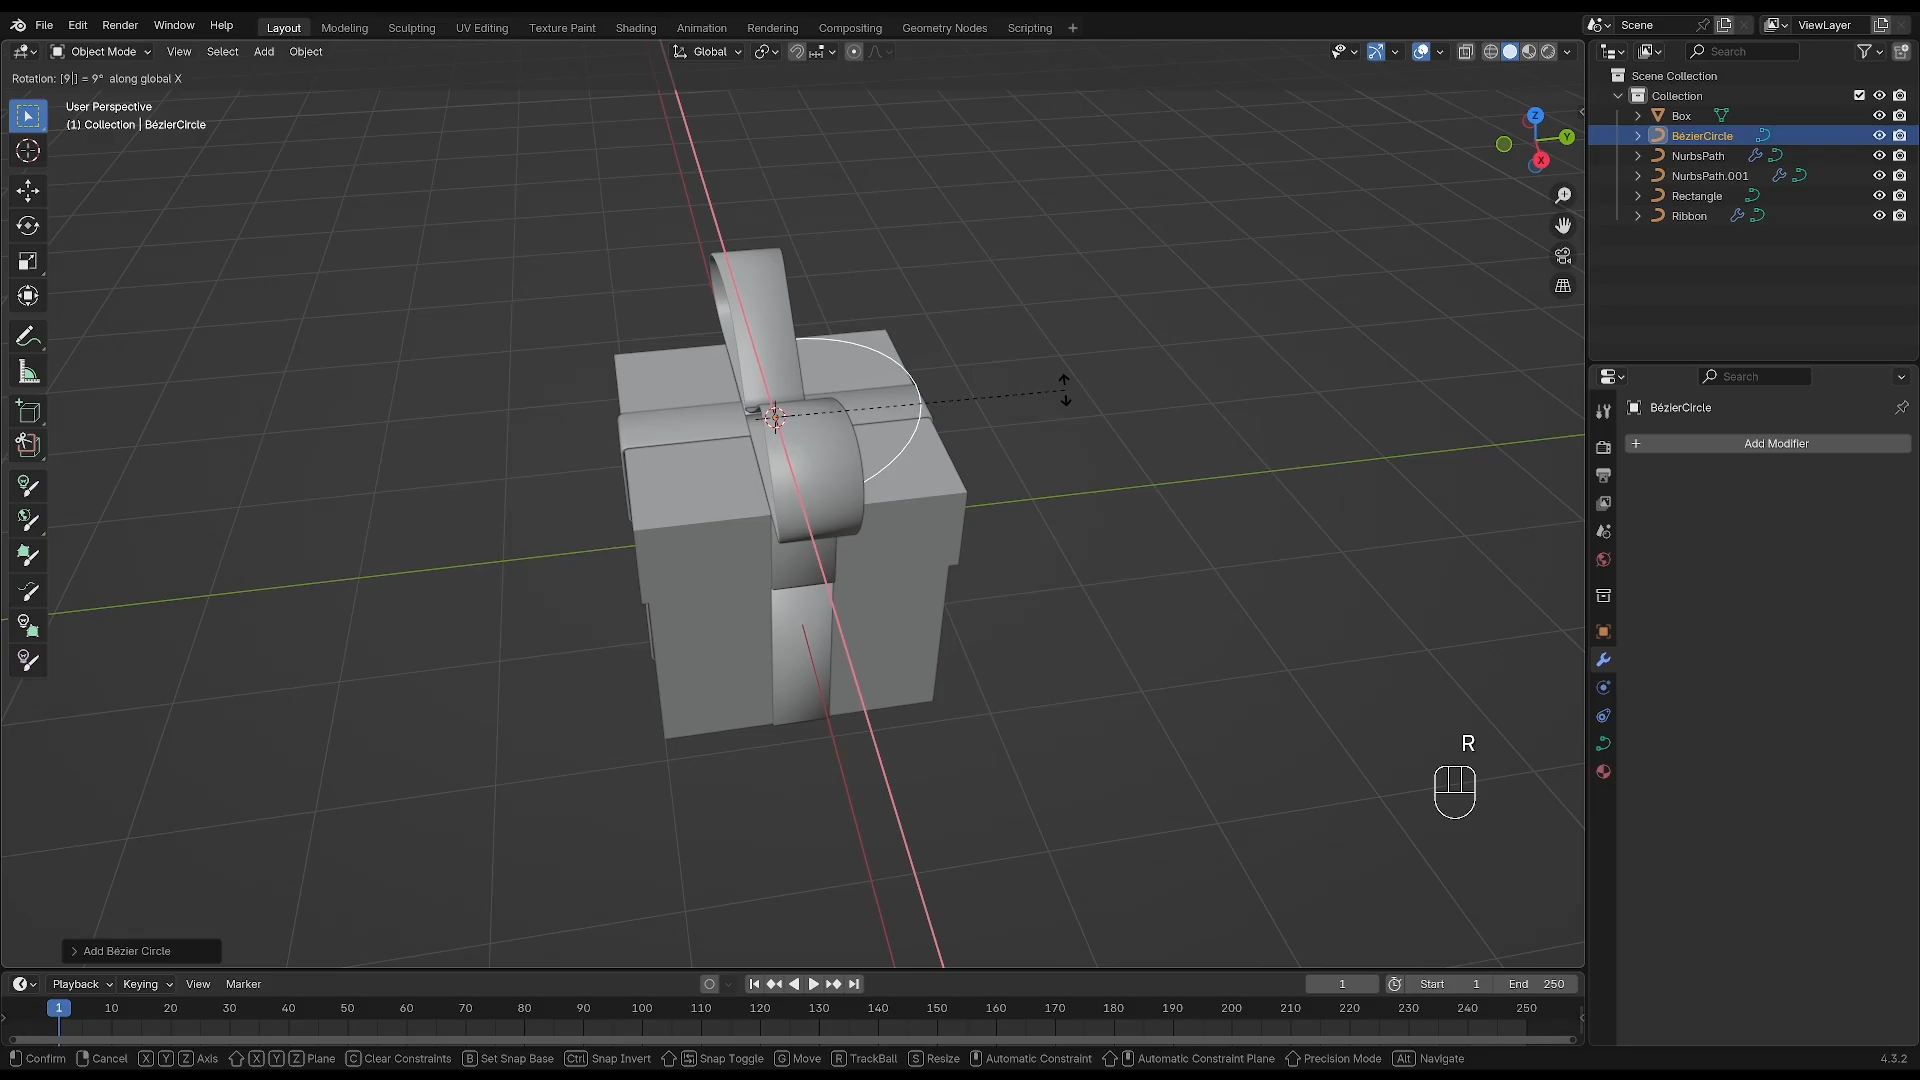 File Edit Render Window Help Layout Modeling Sculpting UV Editing Texture Paint Shading Animation Rendering Compositing Geometry Nodes Scripting + Scene ViewLayer
Object Mode View Select Add Object Global Search
Rotation: [9|] = 9° along global X
User Perspective
(1) Collection | BézierCircle
Scene Collection
Collection
Box
BézierCircle
NurbsPath
NurbsPath.001
Rectangle
Ribbon
Z
Y
X
Search
BézierCircle
+ Add Modifier
R
> Add Bézier Circle
Playback Keying View Marker 1 Start 1 End 250
1 10 20 30 40 50 60 70 80 90 100 110 120 130 140 150 160 170 180 190 200 210 220 230 240 250
Confirm Cancel X Y Z Axis X Y Z Plane C Clear Constraints B Set Snap Base Ctrl Snap Invert Snap Toggle G Move R TrackBall S Resize Automatic Constraint Automatic Constraint Plane Precision Mode Alt Navigate 4.3.2